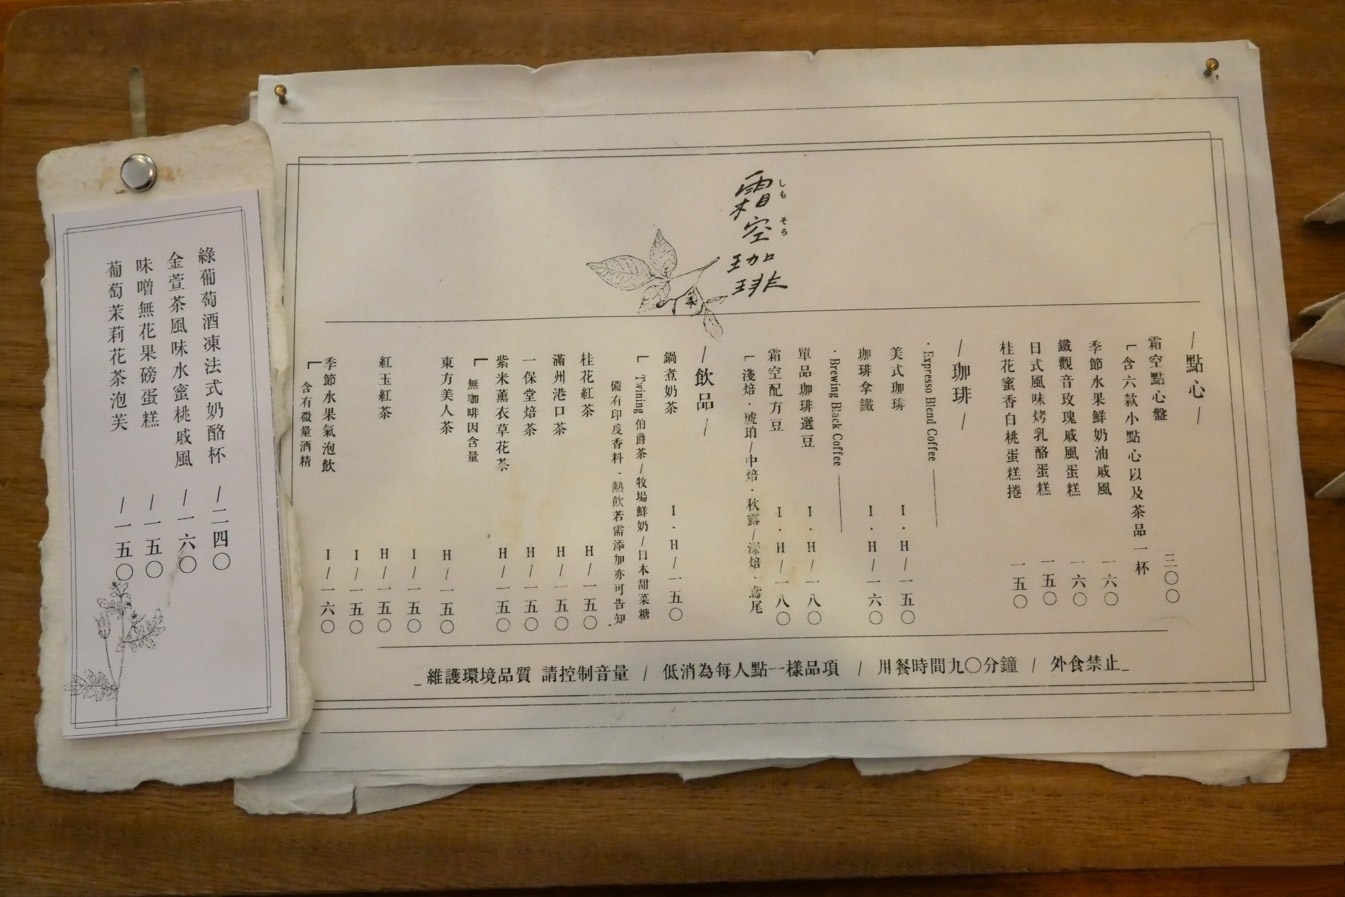 霜空珈琲
しも そら
／點心／
霜空點心盤 三〇〇
含六款小點心以及茶品一杯
季節水果鮮奶油戚風 一六〇
鐵觀音玫瑰戚風蛋糕 一六〇
日式風味烤乳酪蛋糕 一五〇
桂花蜜香白桃蛋糕捲 一五〇
／珈琲／
· Expresso Blend Coffee
美式珈琲 I·H／一五〇
珈琲拿鐵 I·H／一六〇
· Brewing Black Coffee
單品珈琲選豆 I·H／一八〇
霜空配方豆 I·H／一八〇
淺焙·琥珀／中焙·秋露／深焙·鳶尾
／飲品／
鍋煮奶茶 I·H／一五〇
Twining 伯爵茶／牧場鮮奶／日本甜菜糖
備有印度香料·熱飲若需添加亦可告知
桂花紅茶 H／一五〇
滿州港口茶 H／一五〇
一保堂焙茶 H／一五〇
紫米薰衣草花茶 H／一五〇
無咖啡因含量
東方美人茶 H／一五〇
I／一五〇
紅玉紅茶 H／一五〇
I／一五〇
季節水果氣泡飲 I／一六〇
含有微量酒精
維護環境品質 請控制音量 ／ 低消為每人點一樣品項 ／ 用餐時間九〇分鐘 ／ 外食禁止
綠葡萄酒凍法式奶酪杯 ／二四〇
金萱茶風味水蜜桃戚風 ／一六〇
味噌無花果磅蛋糕 ／一五〇
葡萄茉莉花茶泡芙 ／一五〇